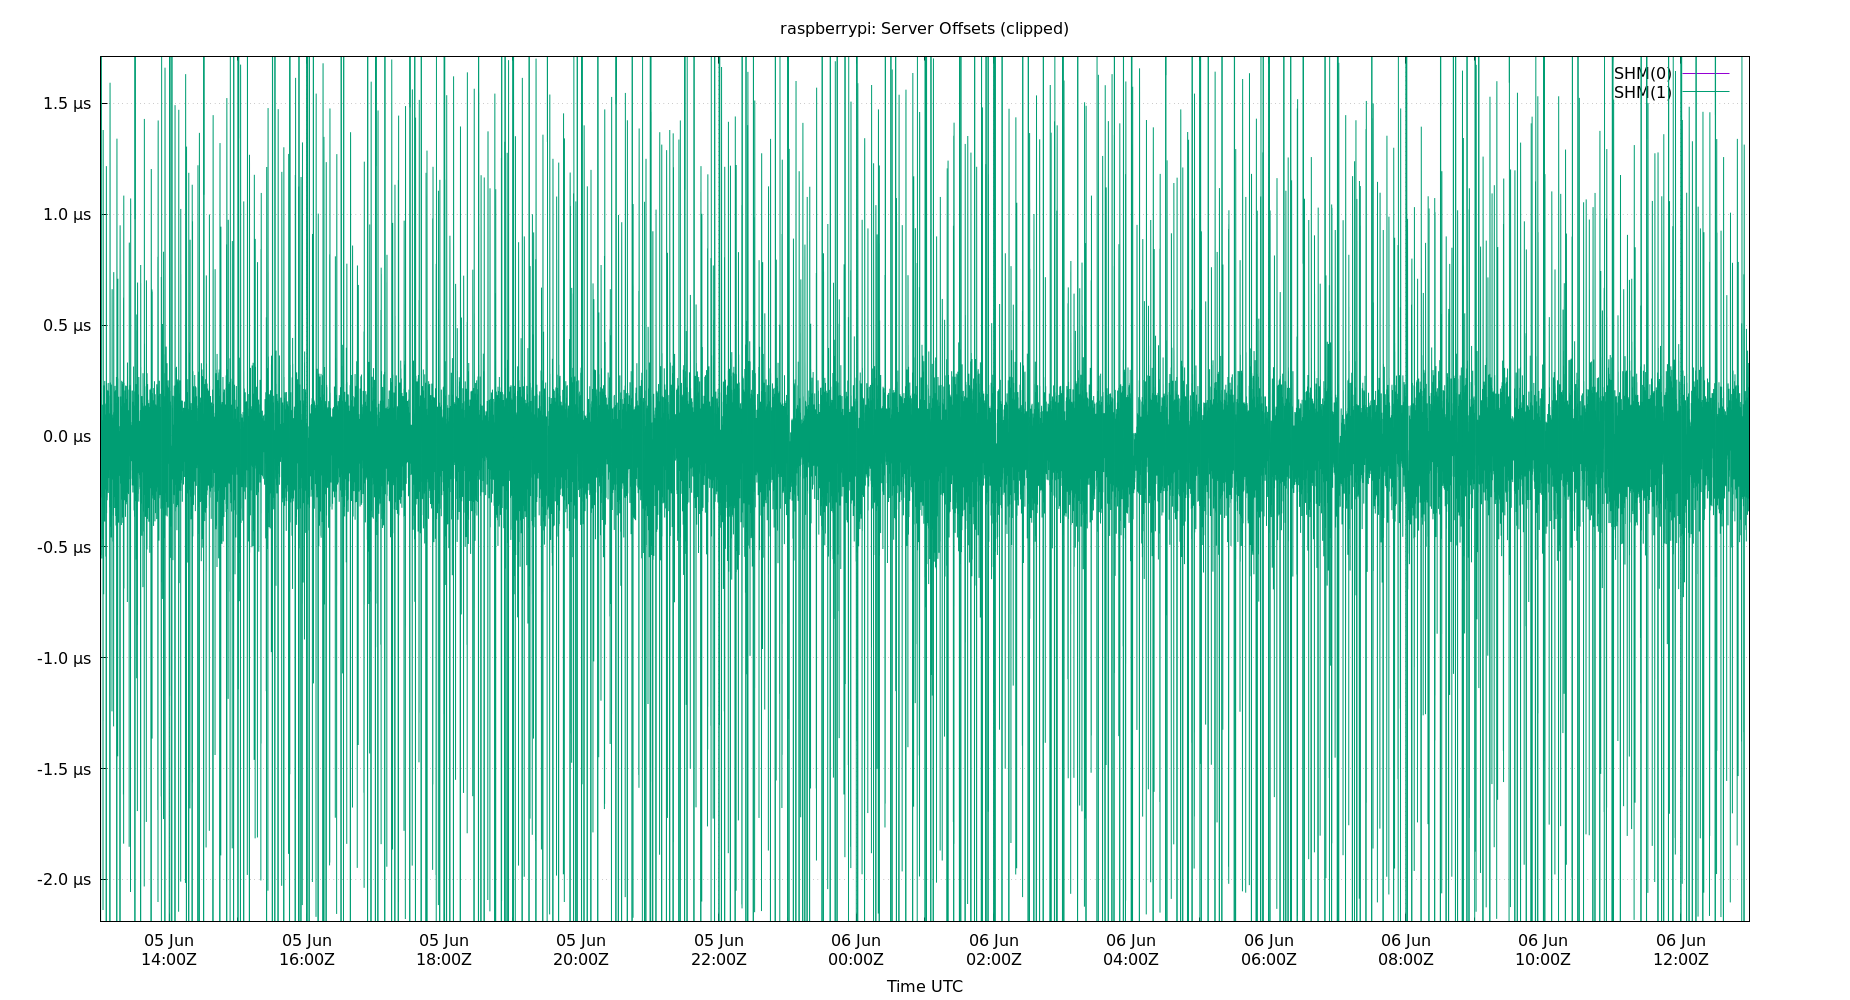 raspberrypi: Server Offsets (clipped)
SHM(0)
SHM(1)
1.5 µs
1.0 µs
0.5 µs
0.0 µs
-0.5 µs
-1.0 µs
-1.5 µs
-2.0 µs
05 Jun 05 Jun 05 Jun 05 Jun 05 Jun 06 Jun 06 Jun 06 Jun 06 Jun 06 Jun 06 Jun 06 Jun
14:00Z 16:00Z 18:00Z 20:00Z 22:00Z 00:00Z 02:00Z 04:00Z 06:00Z 08:00Z 10:00Z 12:00Z
Time UTC